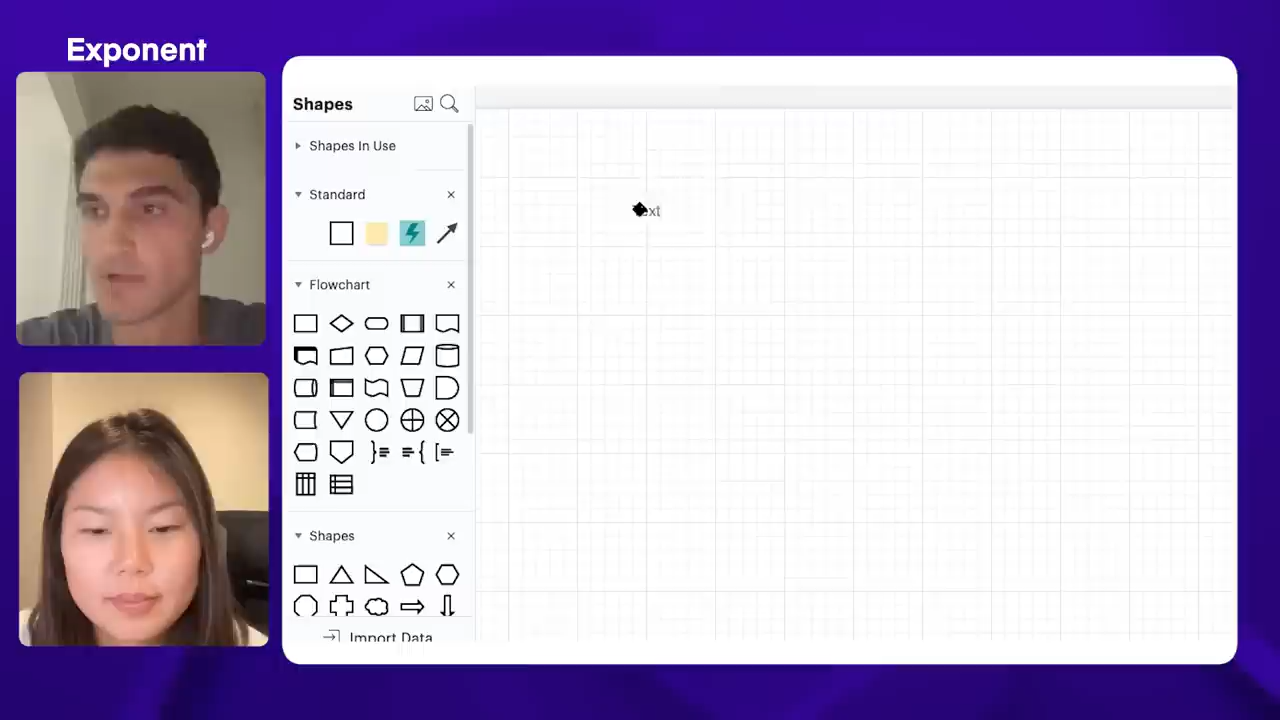 Exponent
Shapes
Shapes In Use
Standard
Flowchart
Shapes
Import Data